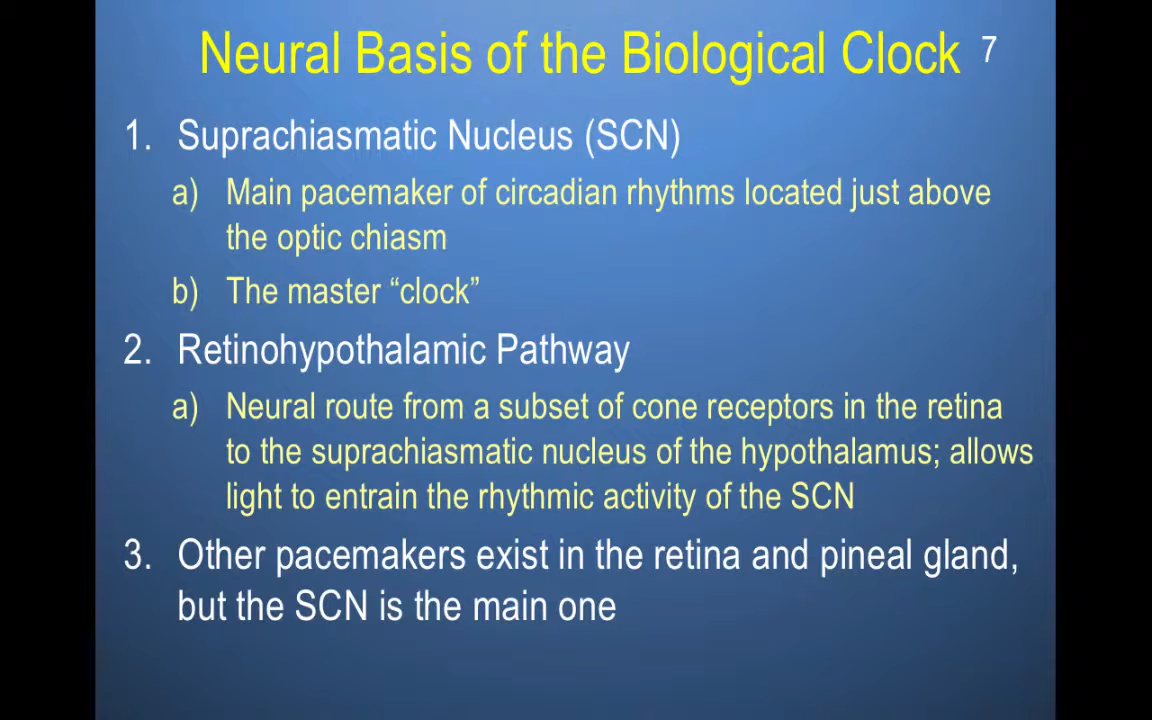 Neural Basis of the Biological Clock 7
1. Suprachiasmatic Nucleus (SCN)
a) Main pacemaker of circadian rhythms located just above
the optic chiasm
b) The master “clock”
2. Retinohypothalamic Pathway
a) Neural route from a subset of cone receptors in the retina
to the suprachiasmatic nucleus of the hypothalamus; allows
light to entrain the rhythmic activity of the SCN
3. Other pacemakers exist in the retina and pineal gland,
but the SCN is the main one